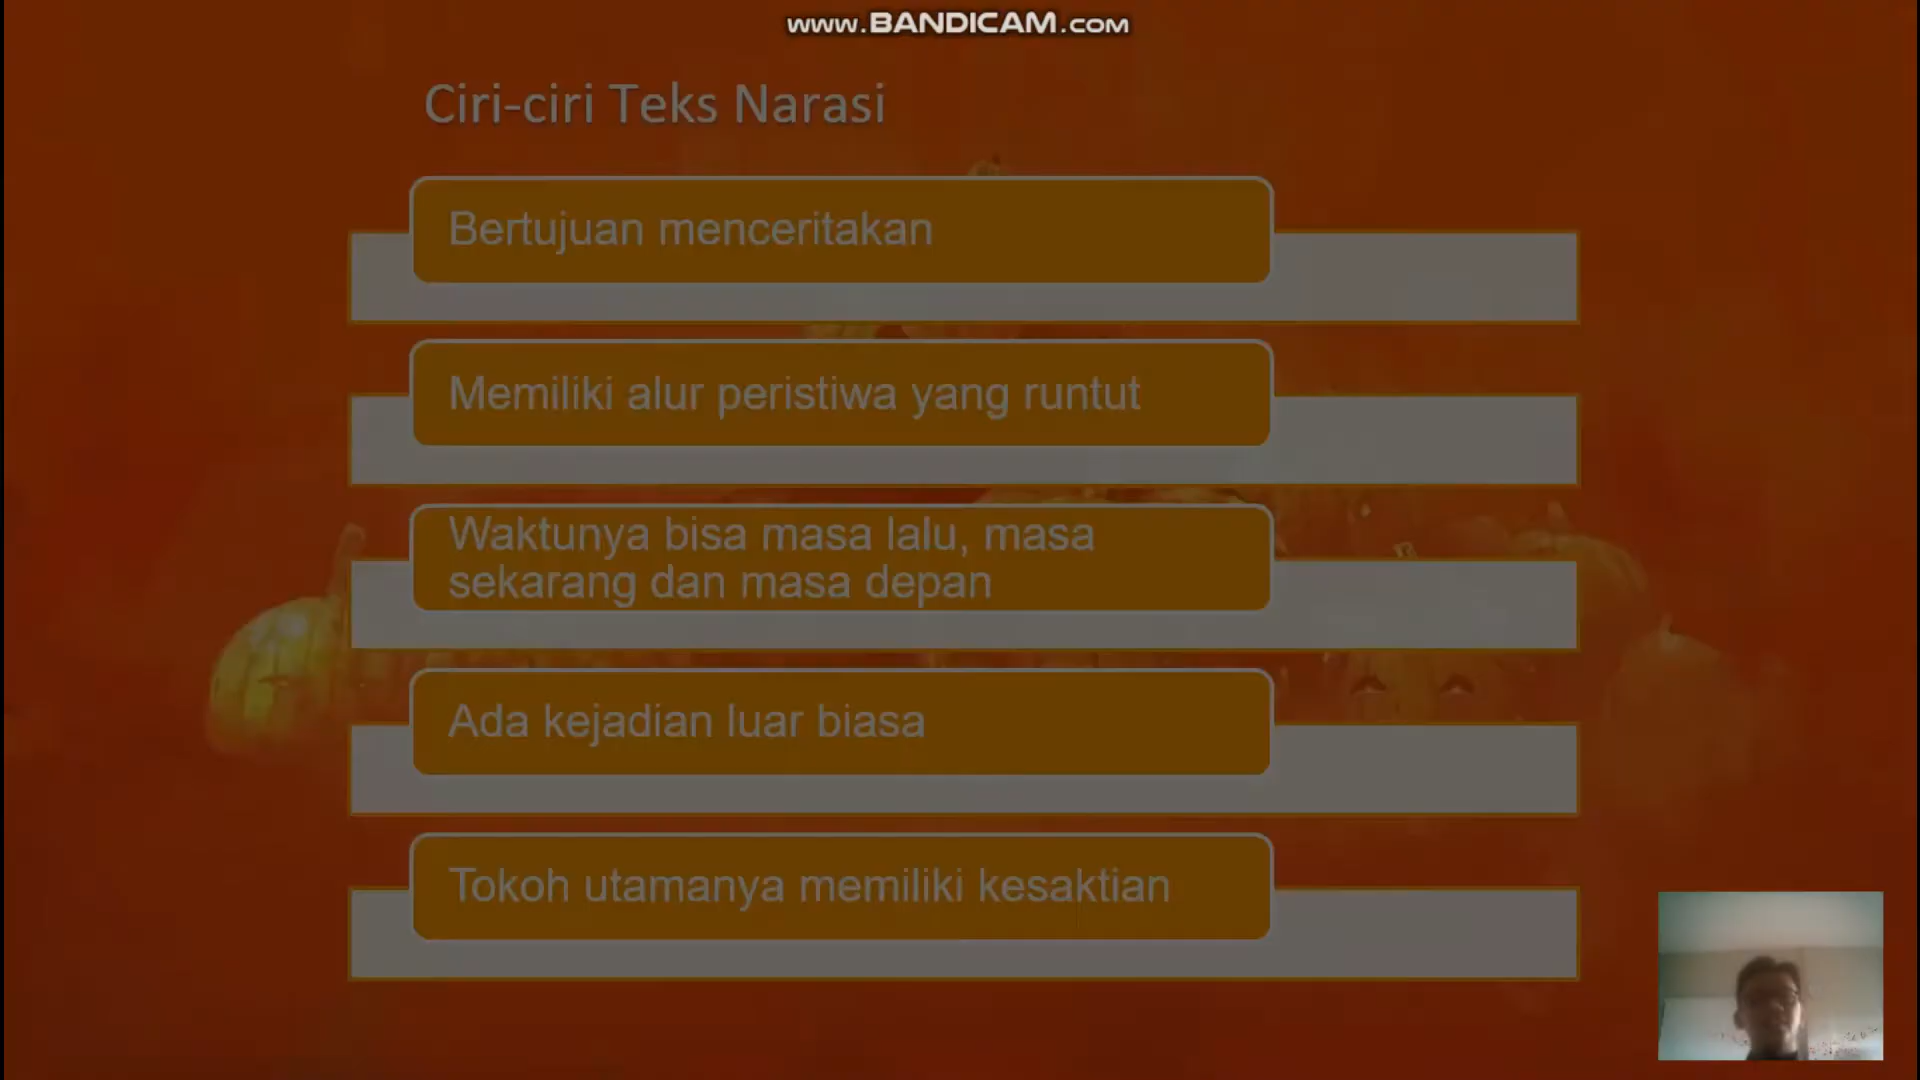 www.BANDICAM.com
Ciri-ciri Teks Narasi
Bertujuan menceritakan
Memiliki alur peristiwa yang runtut
Waktunya bisa masa lalu, masa
sekarang dan masa depan
Ada kejadian luar biasa
Tokoh utamanya memiliki kesaktian